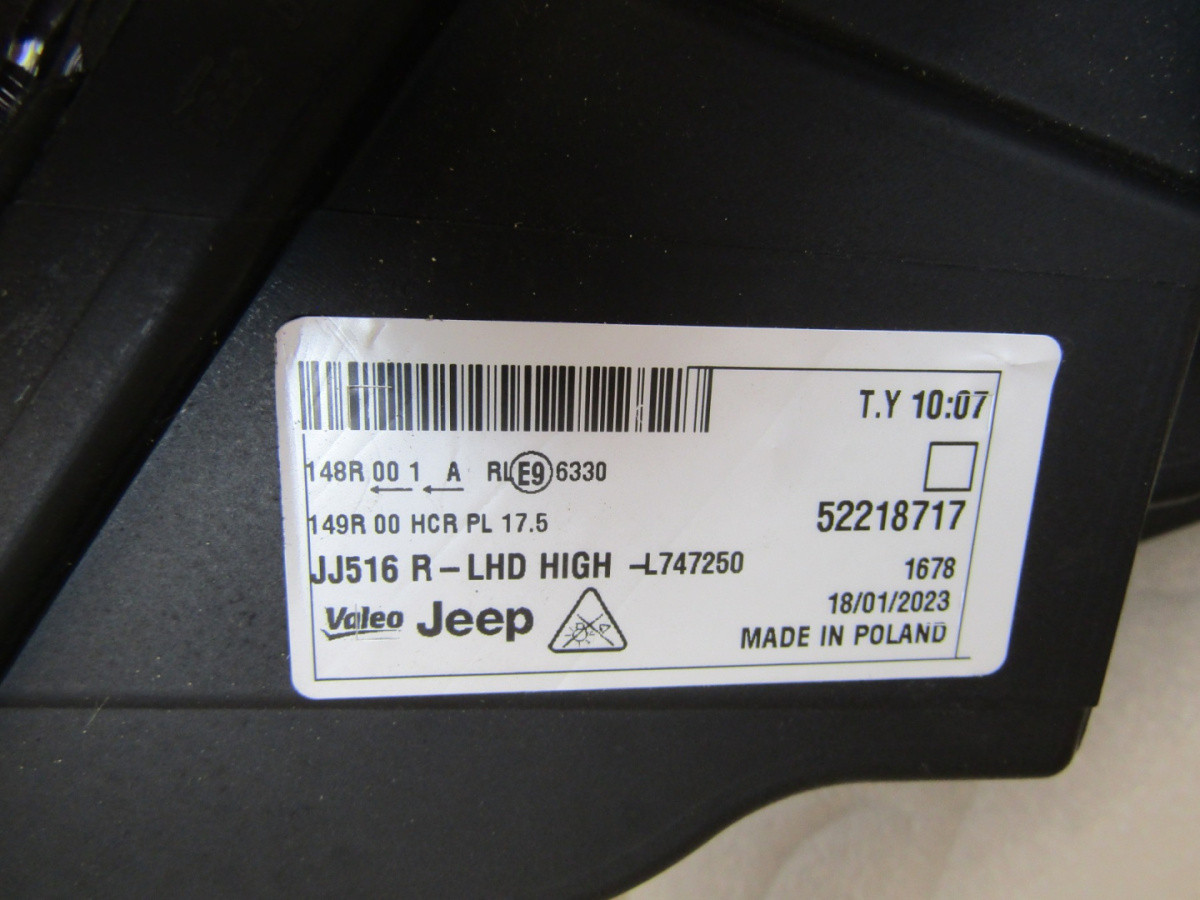 T.Y 10:07
148R 00 1 A RL E9 6330
149R 00 HCR PL 17.5
52218717
JJ516 R-LHD HIGH -L747250
1678
18/01/2023
Valeo Jeep
MADE IN POLAND